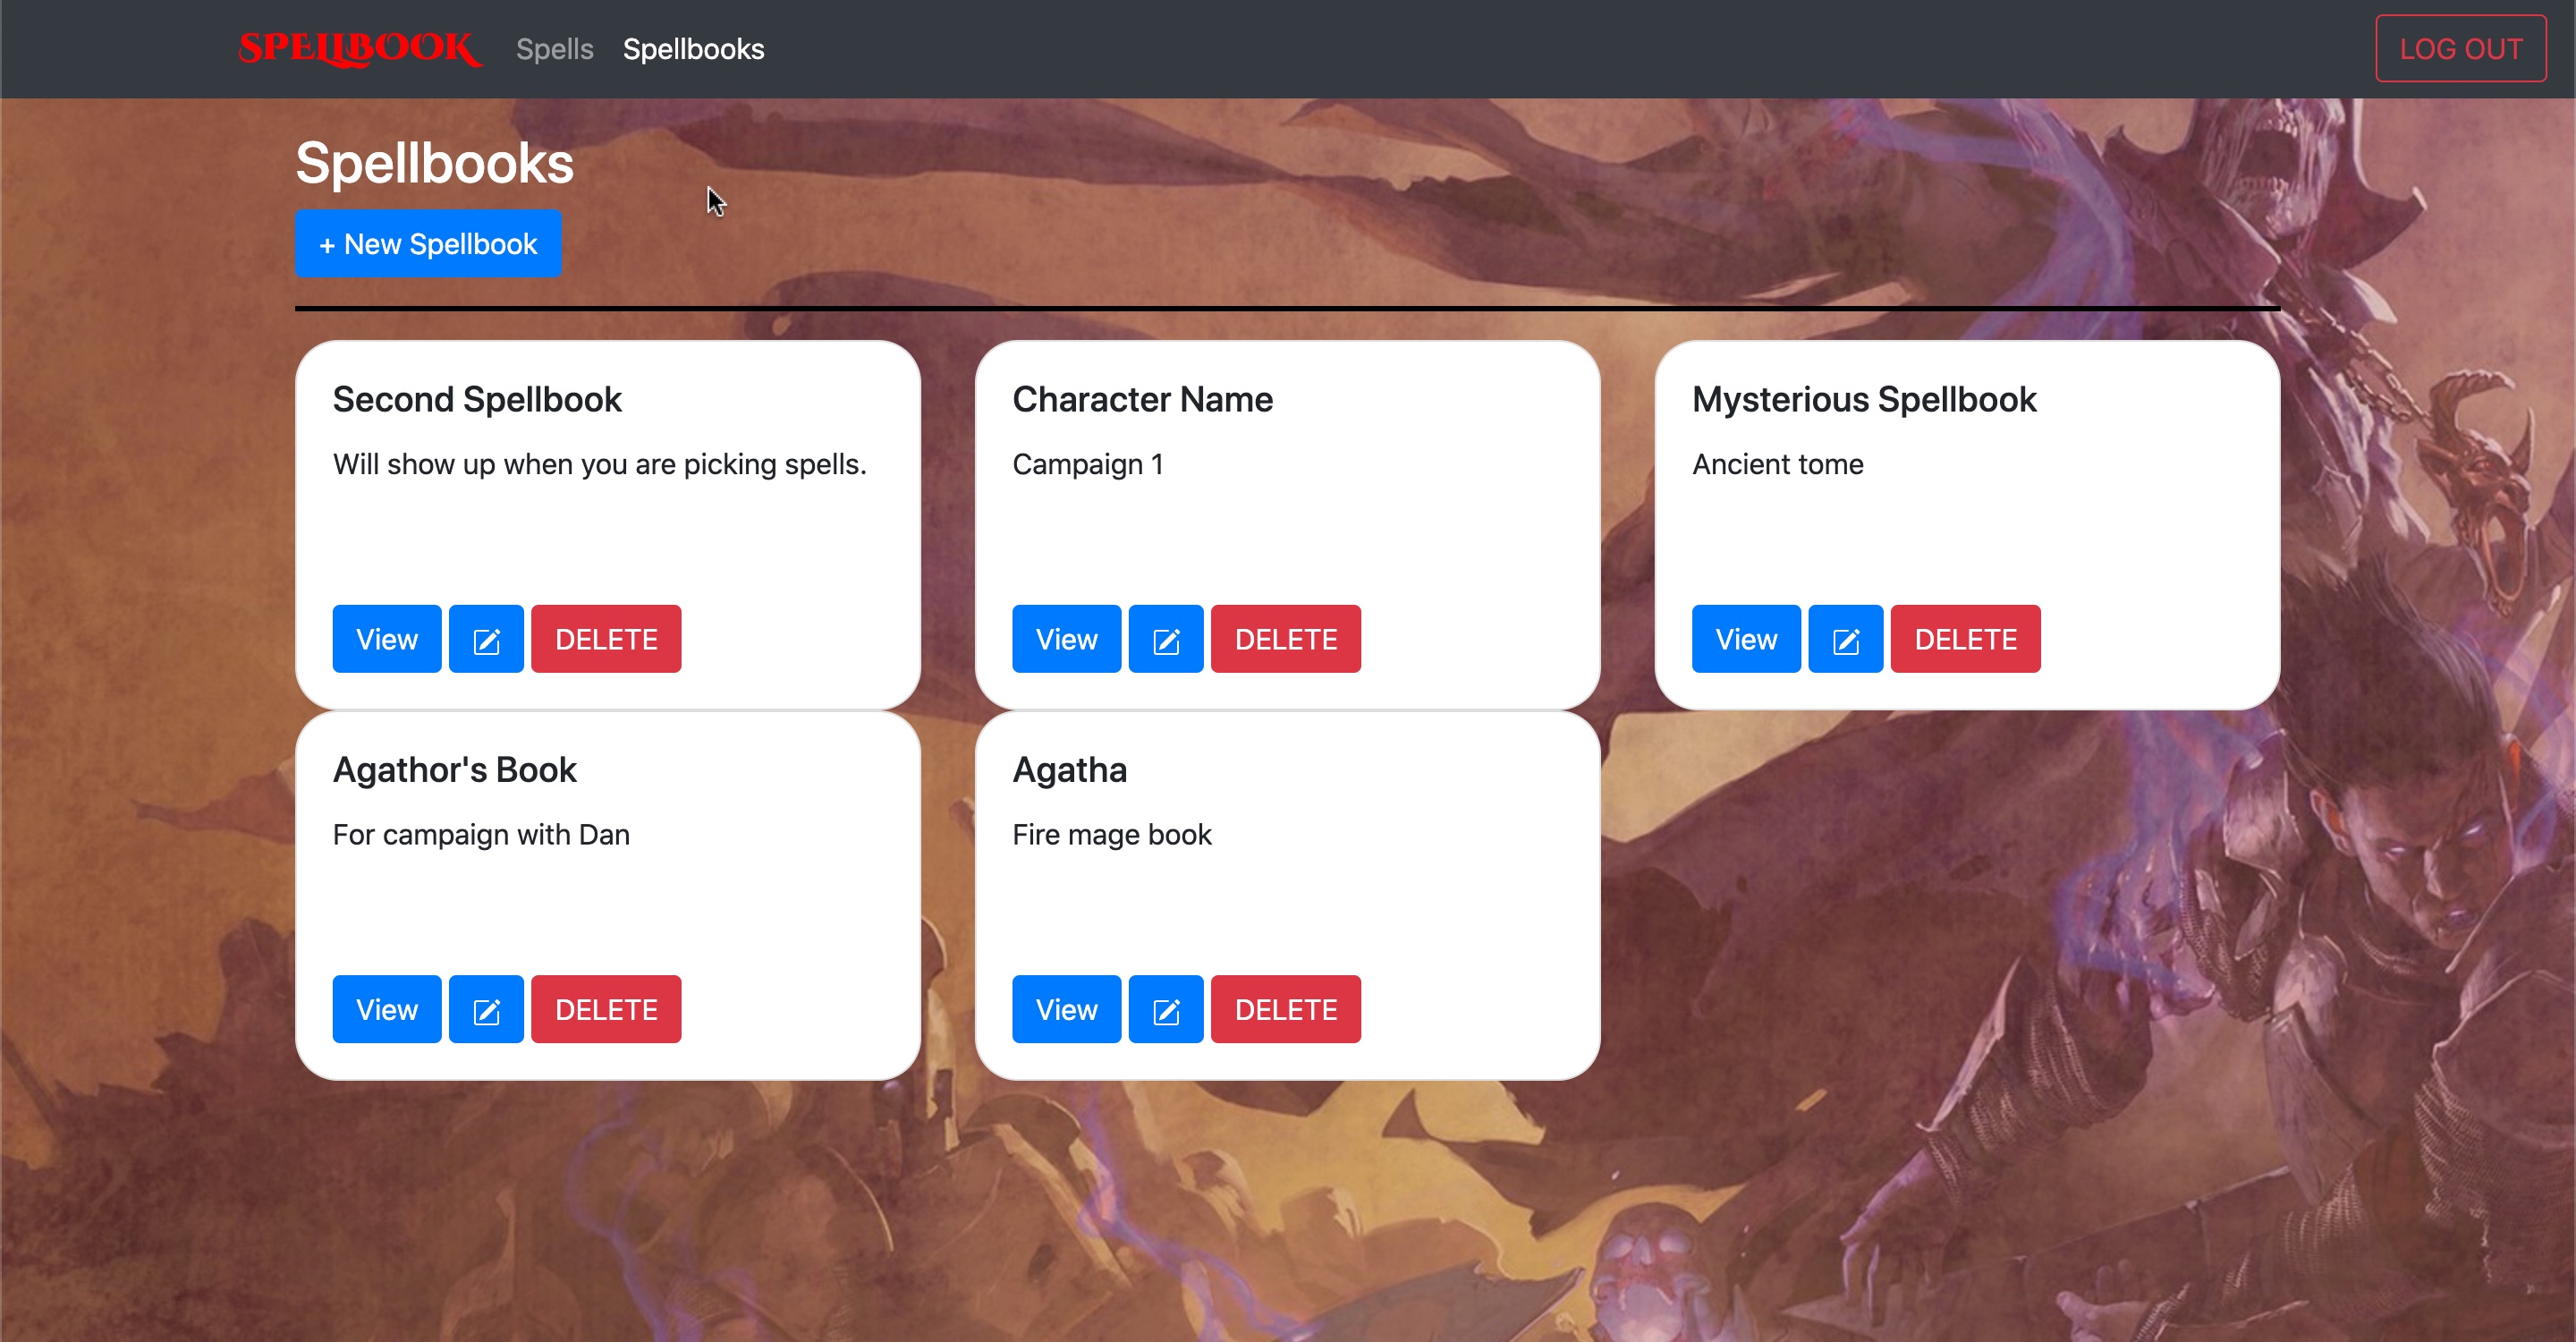 SPELLBOOK Spells Spellbooks LOG OUT
Spellbooks
+ New Spellbook
Second Spellbook
Will show up when you are picking spells.
View DELETE
Character Name
Campaign 1
View DELETE
Mysterious Spellbook
Ancient tome
View DELETE
Agathor's Book
For campaign with Dan
View DELETE
Agatha
Fire mage book
View DELETE